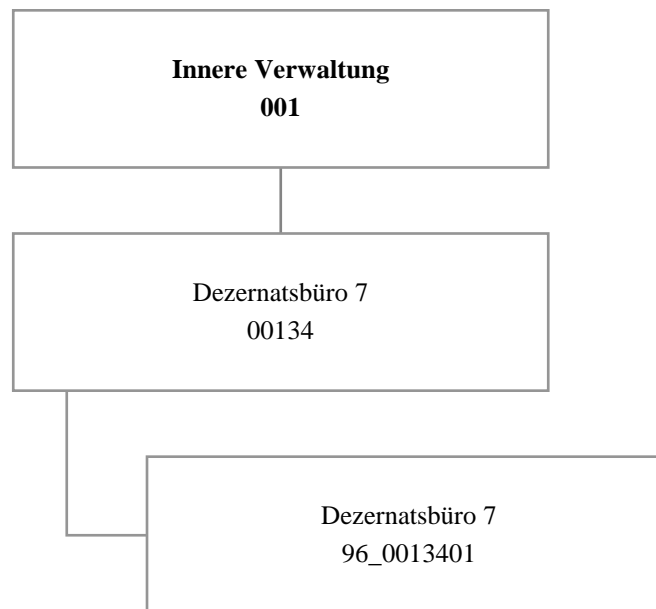 Innere Verwaltung
001
Dezernatsbüro 7
00134
Dezernatsbüro 7
96_0013401